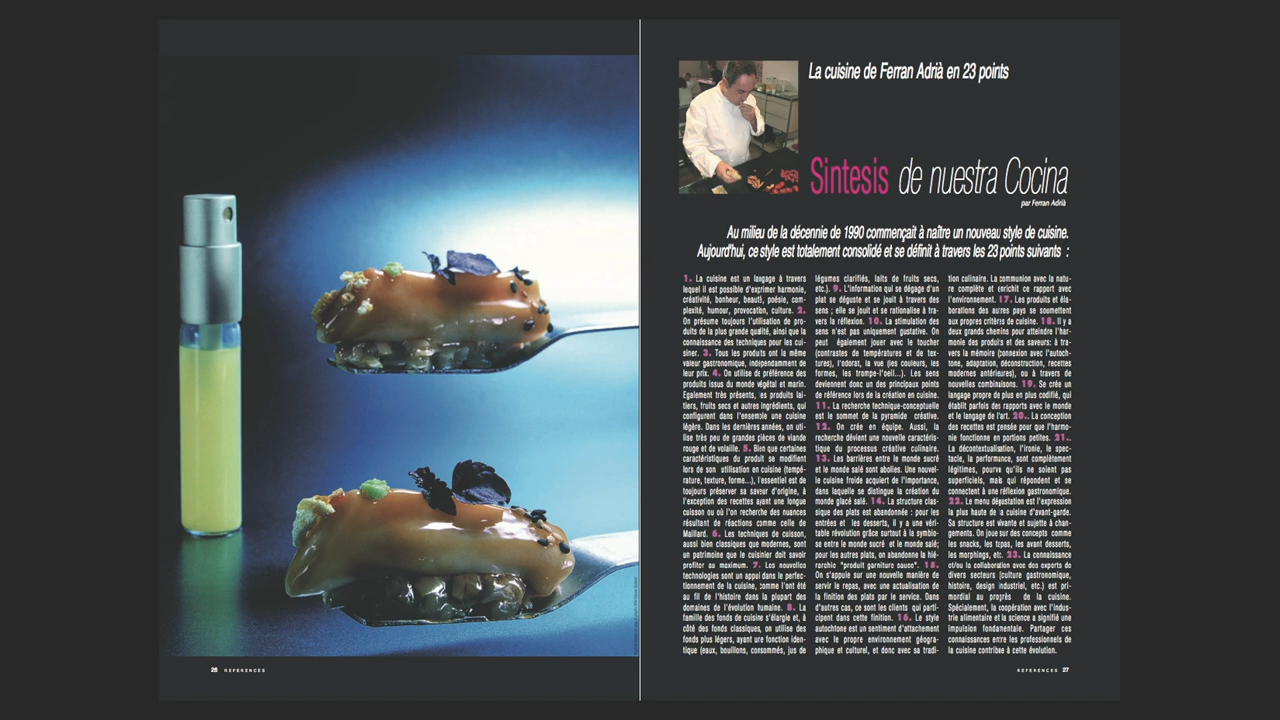 La cuisine de Ferran Adrià en 23 points
Sintesis de nuestra Cocina
par Ferran Adrià
Au milieu de la décennie de 1990 commençait à naître un nouveau style de cuisine.
Aujourd'hui, ce style est totalement consolidé et se définit à travers les 23 points suivants :
1. La cuisine est un langage à travers
lequel il est possible d'exprimer harmonie,
créativité, bonheur, beauté, poésie, com-
plexité, humour, provocation, culture. 2.
On présume toujours l'utilisation de pro-
duits de la plus grande qualité, ainsi que la
connaissance des techniques pour les cui-
siner. 3. Tous les produits ont la même
valeur gastronomique, indépendamment de
leur prix. 4. On utilise de préférence des
produits issus du monde végétal et marin.
Egalement très présents, les produits lai-
tiers, fruits secs et autres ingrédients, qui
configurent dans l'ensemble une cuisine
légère. Dans les dernières années, on uti-
lise très peu de grandes pièces de viande
rouge et de volaille. 5. Bien que certaines
caractéristiques du produit se modifient
lors de son utilisation en cuisine (tempé-
rature, texture, forme...), l'essentiel est de
toujours préserver sa saveur d'origine, à
l'exception des recettes ayant une longue
cuisson ou où l'on recherche des nuances
résultant de réactions comme celle de
Maillard. 6. Les techniques de cuisson,
aussi bien classiques que modernes, sont
un patrimoine que le cuisinier doit savoir
profiter au maximum. 7. Les nouvelles
technologies sont un appui dans le perfec-
tionnement de la cuisine, comme l'ont été
au fil de l'histoire dans la plupart des
domaines de l'évolution humaine. 8. La
famille des fonds de cuisine s'élargie et, à
côté des fonds classiques, on utilise des
fonds plus légers, ayant une fonction iden-
tique (eaux, bouillons, consommés, jus de
légumes clarifiés, laits de fruits secs,
etc.). 9. L'information qui se dégage d'un
plat se déguste et se jouit à travers des
sens ; elle se jouit et se rationalise à tra-
vers la réflexion. 10. La stimulation des
sens n'est pas uniquement gustative. On
peut également jouer avec le toucher
(contrastes de températures et de tex-
tures), l'odorat, la vue (les couleurs, les
formes, les trompe-l'oeil...). Les sens
deviennent donc un des principaux points
de référence lors de la création en cuisine.
11. La recherche technique-conceptuelle
est le sommet de la pyramide créative.
12. On crée en équipe. Aussi, la
recherche dévient une nouvelle caractéris-
tique du processus créative culinaire.
13. Les barrières entre le monde sucré
et le monde salé sont abolies. Une nouvel-
le cuisine froide acquiert de l'importance,
dans laquelle se distingue la création du
monde glacé salé. 14. La structure clas-
sique des plats est abandonnée : pour les
entrées et les desserts, il y a une véri-
table révolution grâce surtout à la symbio-
se entre le monde sucré et le monde salé;
pour les autres plats, on abandonne la hié-
rarchie "produit garniture sauce". 15.
On s'appuie sur une nouvelle manière de
servir le repas, avec une actualisation de
la finition des plats par le service. Dans
d'autres cas, ce sont les clients qui parti-
cipent dans cette finition. 16. Le style
autochtone est un sentiment d'attachement
avec le propre environnement géogra-
phique et culturel, et donc avec sa tradi-
tion culinaire. La communion avec la natu-
re complète et enrichit ce rapport avec
l'environnement. 17. Les produits et éla-
borations des autres pays se soumettent
aux propres critères de cuisine. 18. Il y a
deux grands chemins pour atteindre l'har-
monie des produits et des saveurs: à tra-
vers la mémoire (connexion avec l'autoch-
tone, adaptation, déconstruction, recettes
modernes antérieures), ou à travers de
nouvelles combinaisons. 19. Se crée un
langage propre de plus en plus codifié, qui
établit parfois des rapports avec le monde
et le langage de l'art. 20.. La conception
des recettes est pensée pour que l'harmo-
nie fonctionne en portions petites. 21..
La décontextualisation, l'ironie, le spec-
tacle, la performance, sont complètement
légitimes, pourvu qu'ils ne soient pas
superficiels, mais qui répondent et se
connectent à une réflexion gastronomique.
22. Le menu dégustation est l'expression
la plus haute de la cuisine d'avant-garde.
Sa structure est vivante et sujette à chan-
gements. On joue sur des concepts comme
les snacks, les tapas, les avant desserts,
les morphings, etc. 23. La connaissance
et/ou la collaboration avec des experts de
divers secteurs (culture gastronomique,
histoire, design industriel, etc.) est pri-
mordial au progrès de la cuisine.
Spécialement, la coopération avec l'indus-
trie alimentaire et la science a signifié une
impulsion fondamentale. Partager ces
connaissances entre les professionnels de
la cuisine contribue à cette évolution.
26 REFERENCES
REFERENCES 27